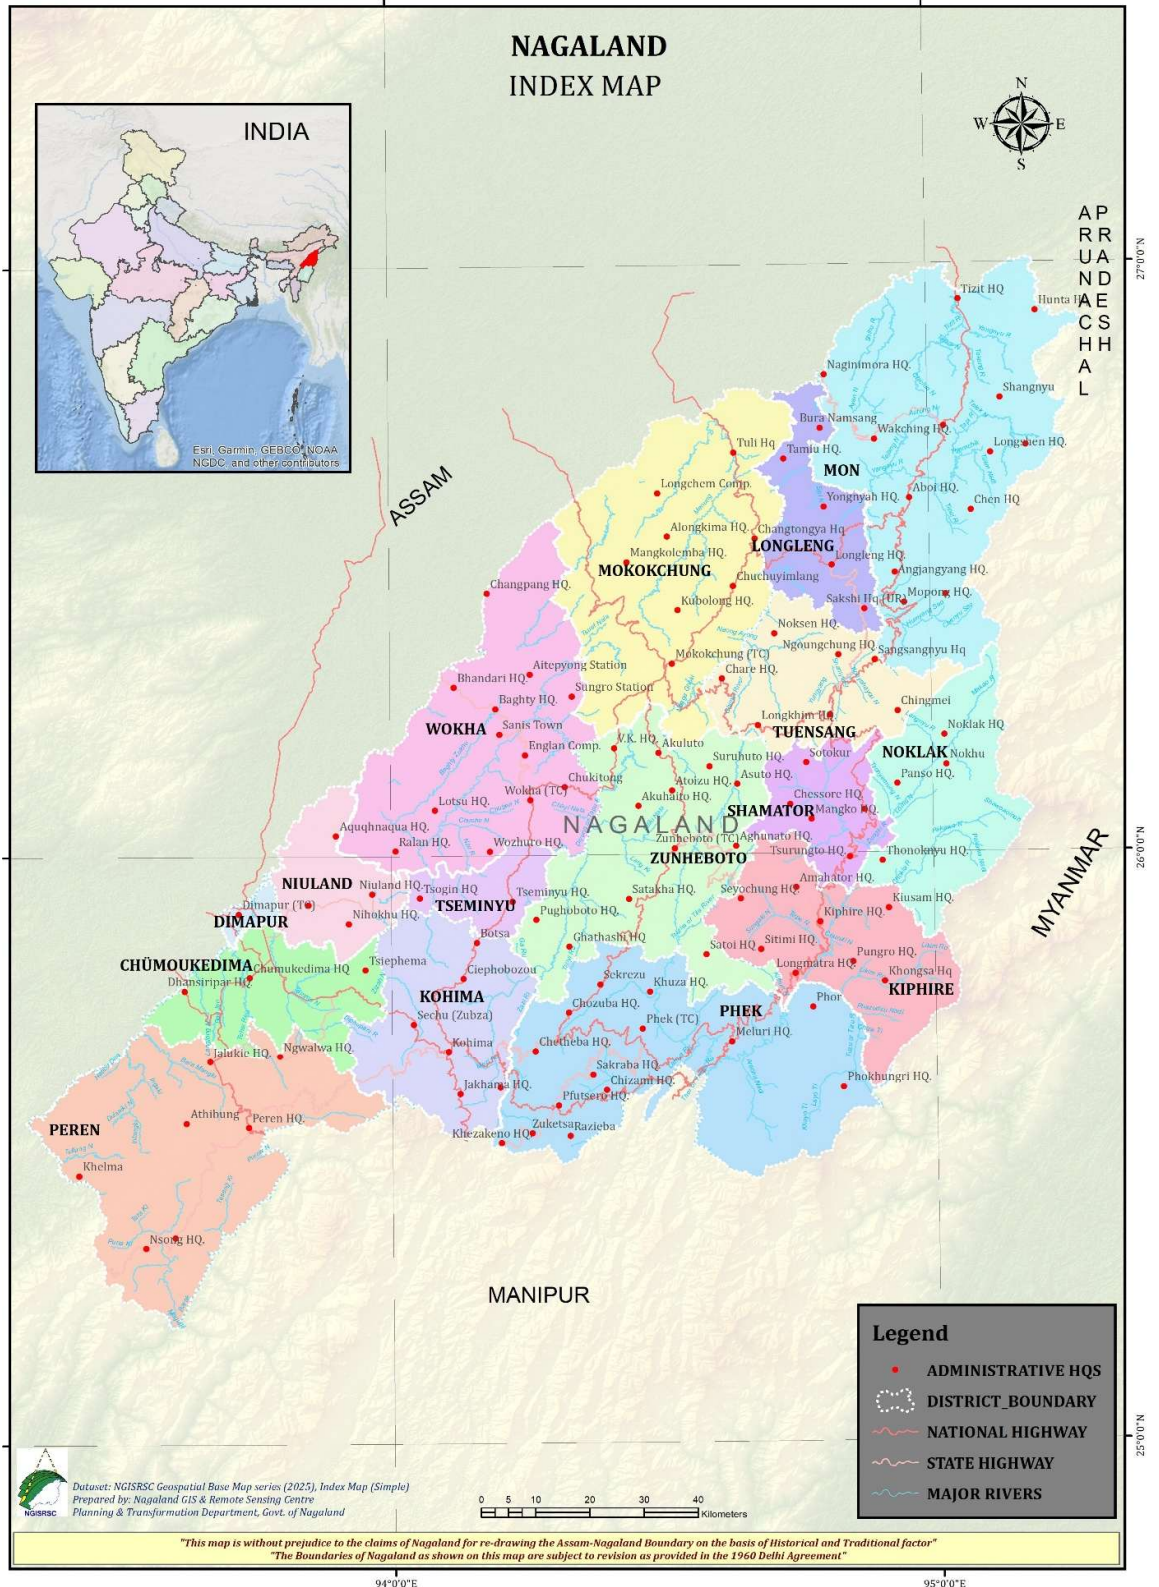 NAGALAND
INDEX MAP
INDIA
Esri, Garmin, GEBCO, NOAA
NGDC, and other contributors
N
W
E
S
ARUNACHAL
PRADESH
27°0'0"N
26°0'0"N
25°0'0"N
ASSAM
MYANMAR
MANIPUR
NAGALAND
Tizit HQ
Hunta HQ
Naginimora HQ.
Shangnyu
Bura Namsang
Wakching HQ.
Longshen HQ.
Tuli Hq
Tamlu HQ.
MON
Longchem Comp.
Yongnyah HQ.
Aboi HQ.
Chen HQ
Alongkima HQ.
Changtongya Hq
LONGLENG
Mangkolemba HQ.
Longleng HQ.
MOKOKCHUNG
Angjangyang HQ.
Changpang HQ.
Chuchuyimlang
Mopong HQ.
Kubolong HQ.
Sakshi Hq (UR)
Noksen HQ.
Ngoungchung HQ
Sangsangnyu Hq
Mokokchung (TC)
Aitepyong Station
Chare HQ.
Bhandari HQ.
Sungro Station
Baghty HQ.
Chingmei
Longkhim HQ.
WOKHA
Sanis Town
TUENSANG
Noklak HQ
V.K. HQ.
Akuluto
NOKLAK
Englan Comp.
Suruhuto HQ.
Sotokur
Nokhu
Chukitong
Atoizu HQ.
Asuto HQ.
Panso HQ.
Wokha (TC)
Akuhaito HQ.
Chessore HQ.
Lotsu HQ.
SHAMATOR
Mangko HQ.
Aquqhnaqua HQ.
Zunheboto (TC)
Aghunato HQ.
Ralan HQ.
Wozhuro HQ.
ZUNHEBOTO
Tsurungto HQ.
Thonoknyu HQ.
NIULAND
Niuland HQ.
Tsogin HQ
Tseminyu HQ.
Satakha HQ.
Seyochung HQ.
Amahator HQ.
TSEMINYU
Kiusam HQ.
Dimapur (TC)
Nihokhu HQ.
Pughoboto HQ.
Kiphire HQ.
DIMAPUR
Botsa
Ghathashi HQ
Satoi HQ
Sitimi HQ.
Pungro HQ.
CHÜMOUKEDIMA
Chumukedima HQ
Tsiephema
Ciephobozou
Longmatra HQ.
Khongsa Hq
Dhansiripar HQ.
Sekrezu
Khuza HQ.
KIPHIRE
KOHIMA
Chozuba HQ.
Phor
Sechu (Zubza)
Phek (TC)
PHEK
Meluri HQ.
Jalukie HQ.
Ngwalwa HQ.
Kohima
Chetheba HQ.
Jakhama HQ.
Sakraba HQ.
Phokhungri HQ.
Chizami HQ.
Pfutsero HQ.
Athibung
Peren HQ.
PEREN
Khezakeno HQ.
Zuketsa
Razieba
Khelma
Nsong HQ.
Legend
ADMINISTRATIVE HQS
DISTRICT_BOUNDARY
NATIONAL HIGHWAY
STATE HIGHWAY
MAJOR RIVERS
NGISRSC
Dataset: NGISRSC Geospatial Base Map series (2025), Index Map (Simple)
Prepared by: Nagaland GIS & Remote Sensing Centre
Planning & Transformation Department, Govt. of Nagaland
0 5 10 20 30 40
Kilometers
"This map is without prejudice to the claims of Nagaland for re-drawing the Assam-Nagaland Boundary on the basis of Historical and Traditional factor"
"The Boundaries of Nagaland as shown on this map are subject to revision as provided in the 1960 Delhi Agreement"
94°0'0"E
95°0'0"E